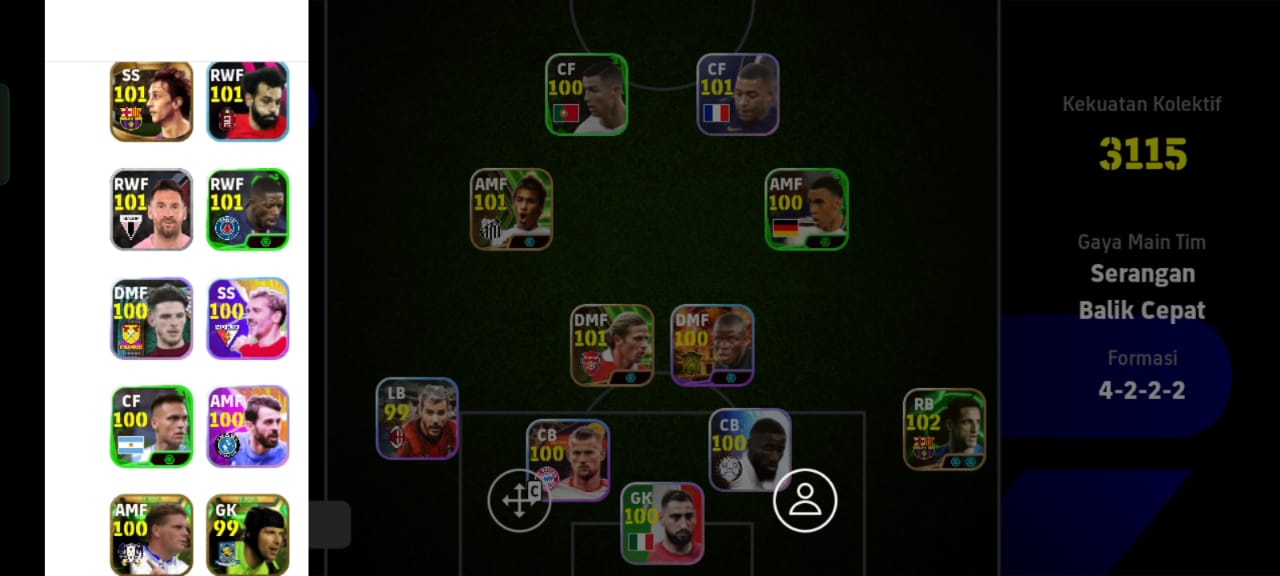 SS
101
RWF
101
RWF
101
RWF
101
DMF
100
SS
100
CF
100
AMF
100
AMF
100
GK
99
CF
100
CF
101
AMF
101
AMF
100
DMF
101
DMF
100
LB
99
CB
100
CB
100
RB
102
GK
100
C
Kekuatan Kolektif
3115
Gaya Main Tim
Serangan
Balik Cepat
Formasi
4-2-2-2